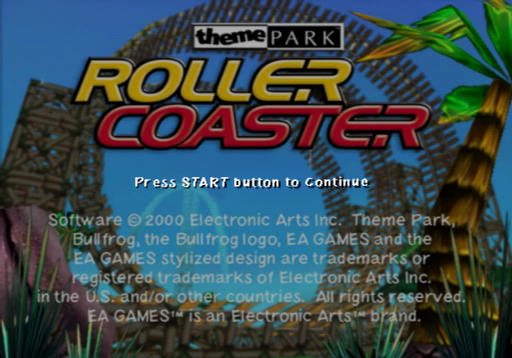 theme PARK
ROLLER
COASTER
Press START button to Continue
Software © 2000 Electronic Arts Inc. Theme Park,
Bullfrog, the Bullfrog logo, EA GAMES and the
EA GAMES stylized design are trademarks or
registered trademarks of Electronic Arts Inc.
in the U.S. and/or other countries. All rights reserved.
EA GAMES™ is an Electronic Arts™ brand.